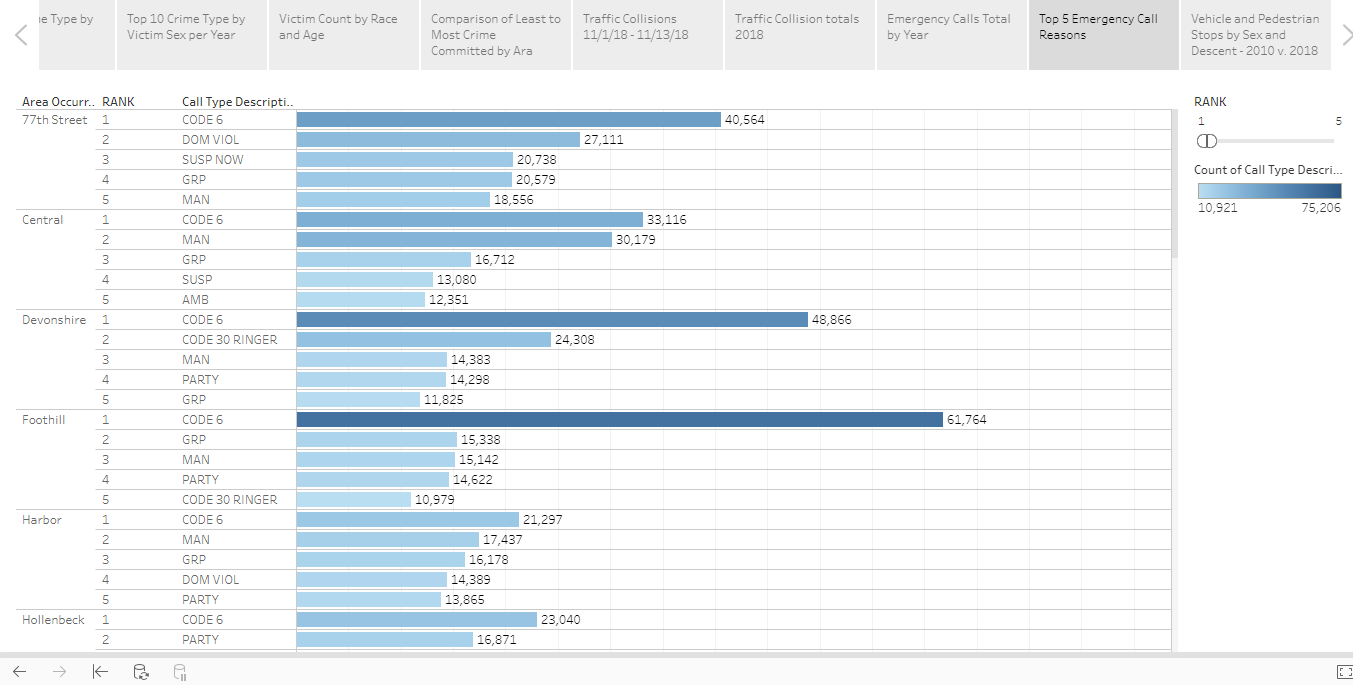 ne Type by
Top 10 Crime Type by
Victim Sex per Year
Victim Count by Race
and Age
Comparison of Least to
Most Crime
Committed by Ara
Traffic Collisions
11/1/18 - 11/13/18
Traffic Collision totals
2018
Emergency Calls Total
by Year
Top 5 Emergency Call
Reasons
Vehicle and Pedestrian
Stops by Sex and
Descent - 2010 v. 2018
Area Occurr.. RANK Call Type Descripti..
77th Street 1 CODE 6 40,564
2 DOM VIOL 27,111
3 SUSP NOW 20,738
4 GRP 20,579
5 MAN 18,556
Central 1 CODE 6 33,116
2 MAN 30,179
3 GRP 16,712
4 SUSP 13,080
5 AMB 12,351
Devonshire 1 CODE 6 48,866
2 CODE 30 RINGER 24,308
3 MAN 14,383
4 PARTY 14,298
5 GRP 11,825
Foothill 1 CODE 6 61,764
2 GRP 15,338
3 MAN 15,142
4 PARTY 14,622
5 CODE 30 RINGER 10,979
Harbor 1 CODE 6 21,297
2 MAN 17,437
3 GRP 16,178
4 DOM VIOL 14,389
5 PARTY 13,865
Hollenbeck 1 CODE 6 23,040
2 PARTY 16,871
RANK
1 5
Count of Call Type Descri...
10,921 75,206